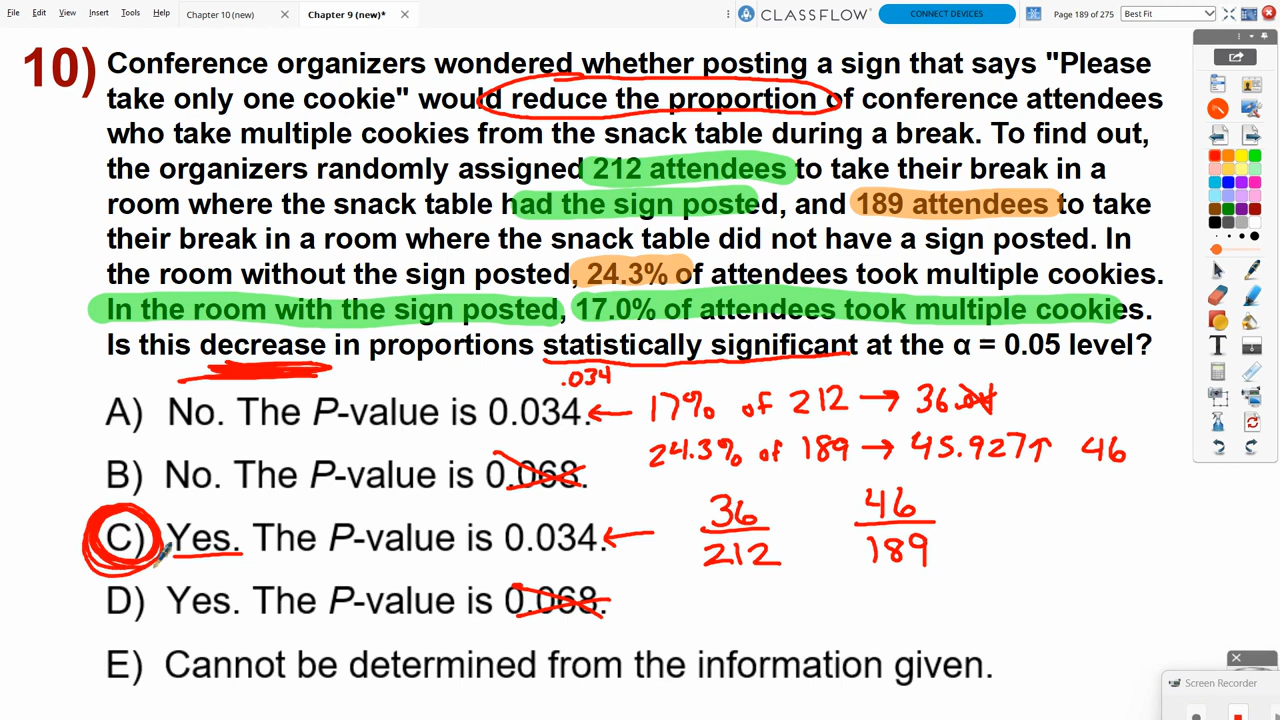 File Edit View Insert Tools Help Chapter 10 (new) Chapter 9 (new)* CLASSFLOW CONNECT DEVICES Page 189 of 275 Best Fit
10) Conference organizers wondered whether posting a sign that says "Please
take only one cookie" would reduce the proportion of conference attendees
who take multiple cookies from the snack table during a break. To find out,
the organizers randomly assigned 212 attendees to take their break in a
room where the snack table had the sign posted, and 189 attendees to take
their break in a room where the snack table did not have a sign posted. In
the room without the sign posted, 24.3% of attendees took multiple cookies.
In the room with the sign posted, 17.0% of attendees took multiple cookies.
Is this decrease in proportions statistically significant at the α = 0.05 level?
.034
A) No. The P-value is 0.034. ← 17% of 212 → 36.04
24.3% of 189 → 45.927↑ 46
B) No. The P-value is 0.068.
36 46
C) Yes. The P-value is 0.034. ←
212 189
D) Yes. The P-value is 0.068.
E) Cannot be determined from the information given.
Screen Recorder